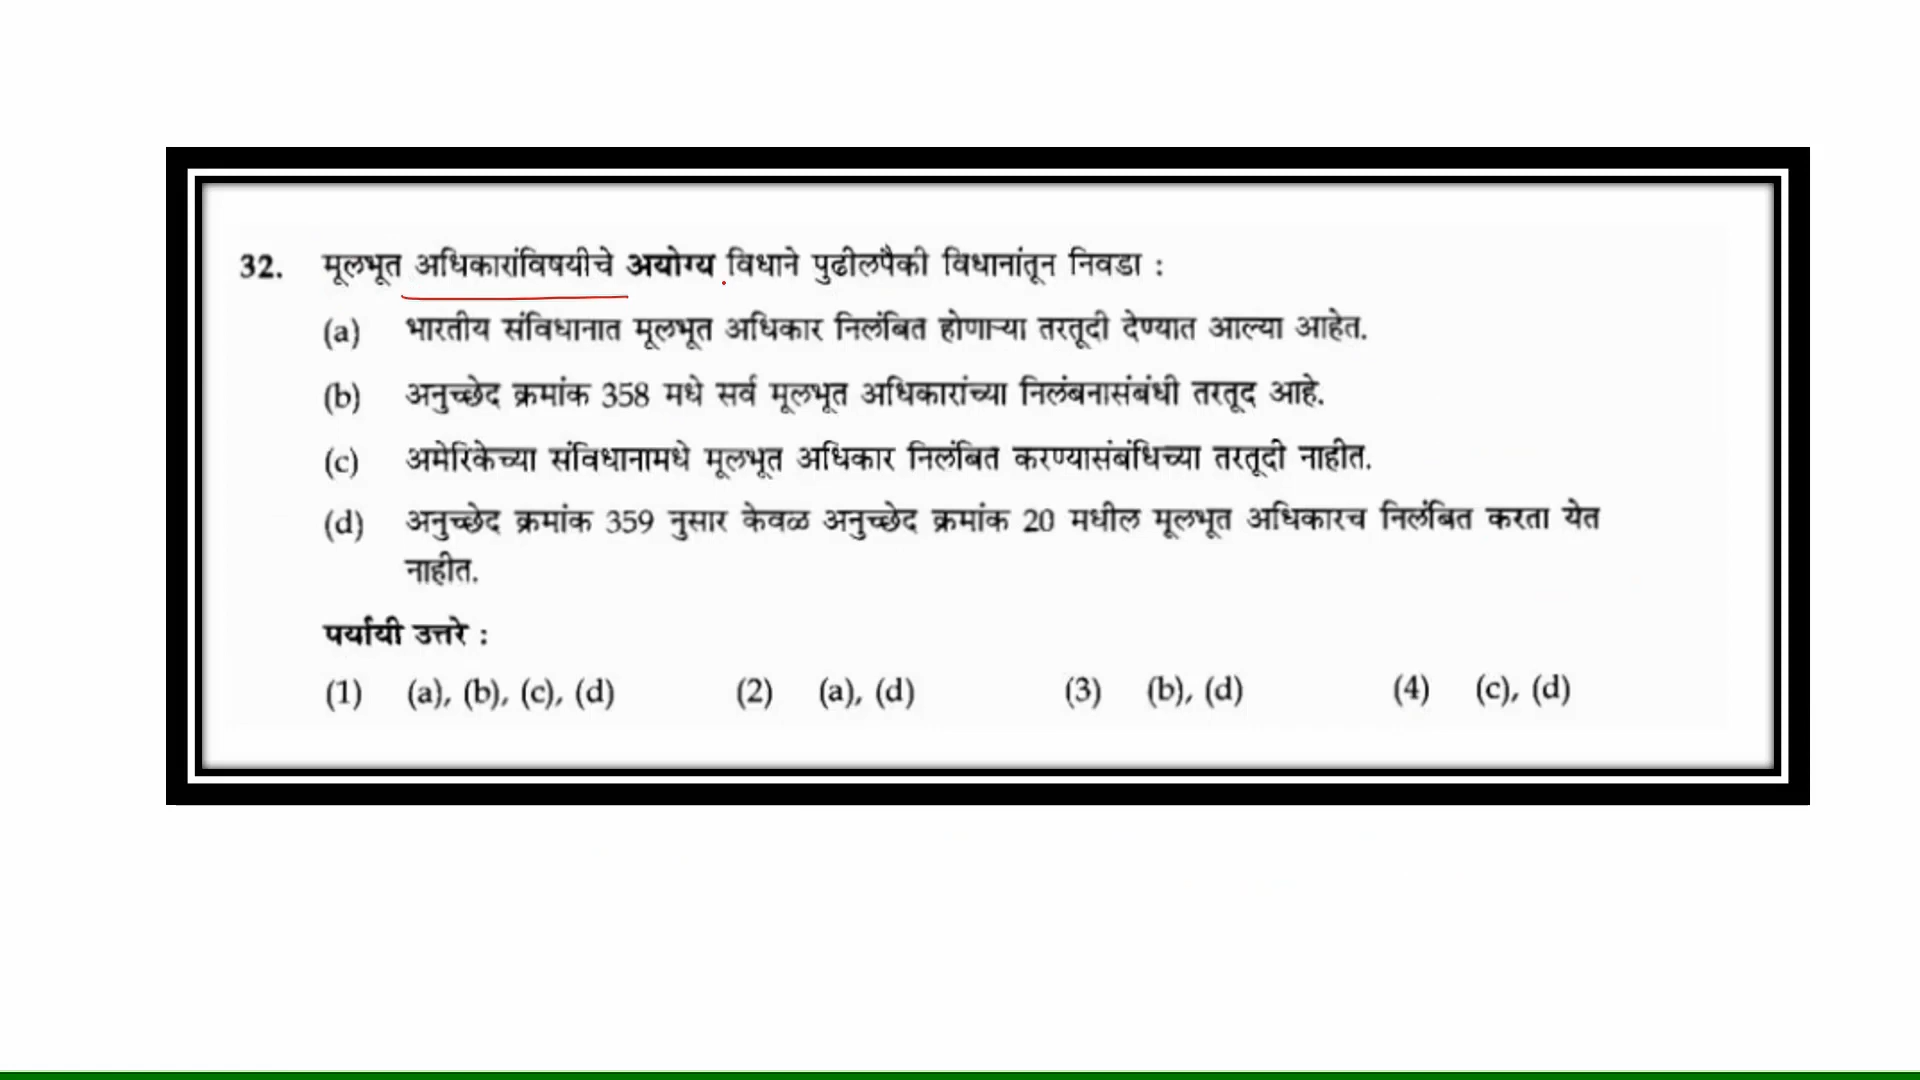 32. मूलभूत अधिकारांविषयीचे अयोग्य विधाने पुढीलपैकी विधानांतून निवडा :
(a) भारतीय संविधानात मूलभूत अधिकार निलंबित होणाऱ्या तरतूदी देण्यात आल्या आहेत.
(b) अनुच्छेद क्रमांक 358 मधे सर्व मूलभूत अधिकारांच्या निलंबनासंबंधी तरतूद आहे.
(c) अमेरिकेच्या संविधानामधे मूलभूत अधिकार निलंबित करण्यासंबंधिच्या तरतूदी नाहीत.
(d) अनुच्छेद क्रमांक 359 नुसार केवळ अनुच्छेद क्रमांक 20 मधील मूलभूत अधिकारच निलंबित करता येत
नाहीत.
पर्यायी उत्तरे :
(1) (a), (b), (c), (d) (2) (a), (d) (3) (b), (d) (4) (c), (d)